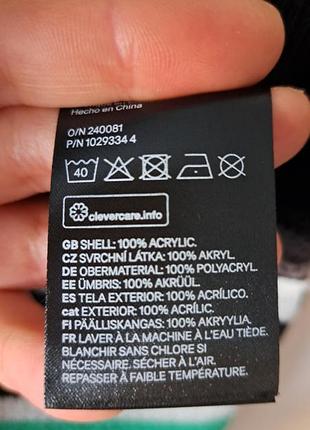 Hecho en China
O/N 240081
P/N 1029334 4
40
clevercare.info
GB SHELL: 100% ACRYLIC.
CZ SVRCHNÍ LÁTKA: 100% AKRYL.
DE OBERMATERIAL: 100% POLYACRYL.
EE ÜMBRIS: 100% AKRÜÜL.
ES TELA EXTERIOR: 100% ACRÍLICO.
cat EXTERIOR: 100% ACRÍLIC.
FI PÄÄLLISKANGAS: 100% AKRYYLIA
FR LAVER À LA MACHINE À L'EAU TIÈDE.
BLANCHIR SANS CHLORE SI
NÉCESSAIRE. SÉCHER À L'AIR.
REPASSER À FAIBLE TEMPÉRATURE.